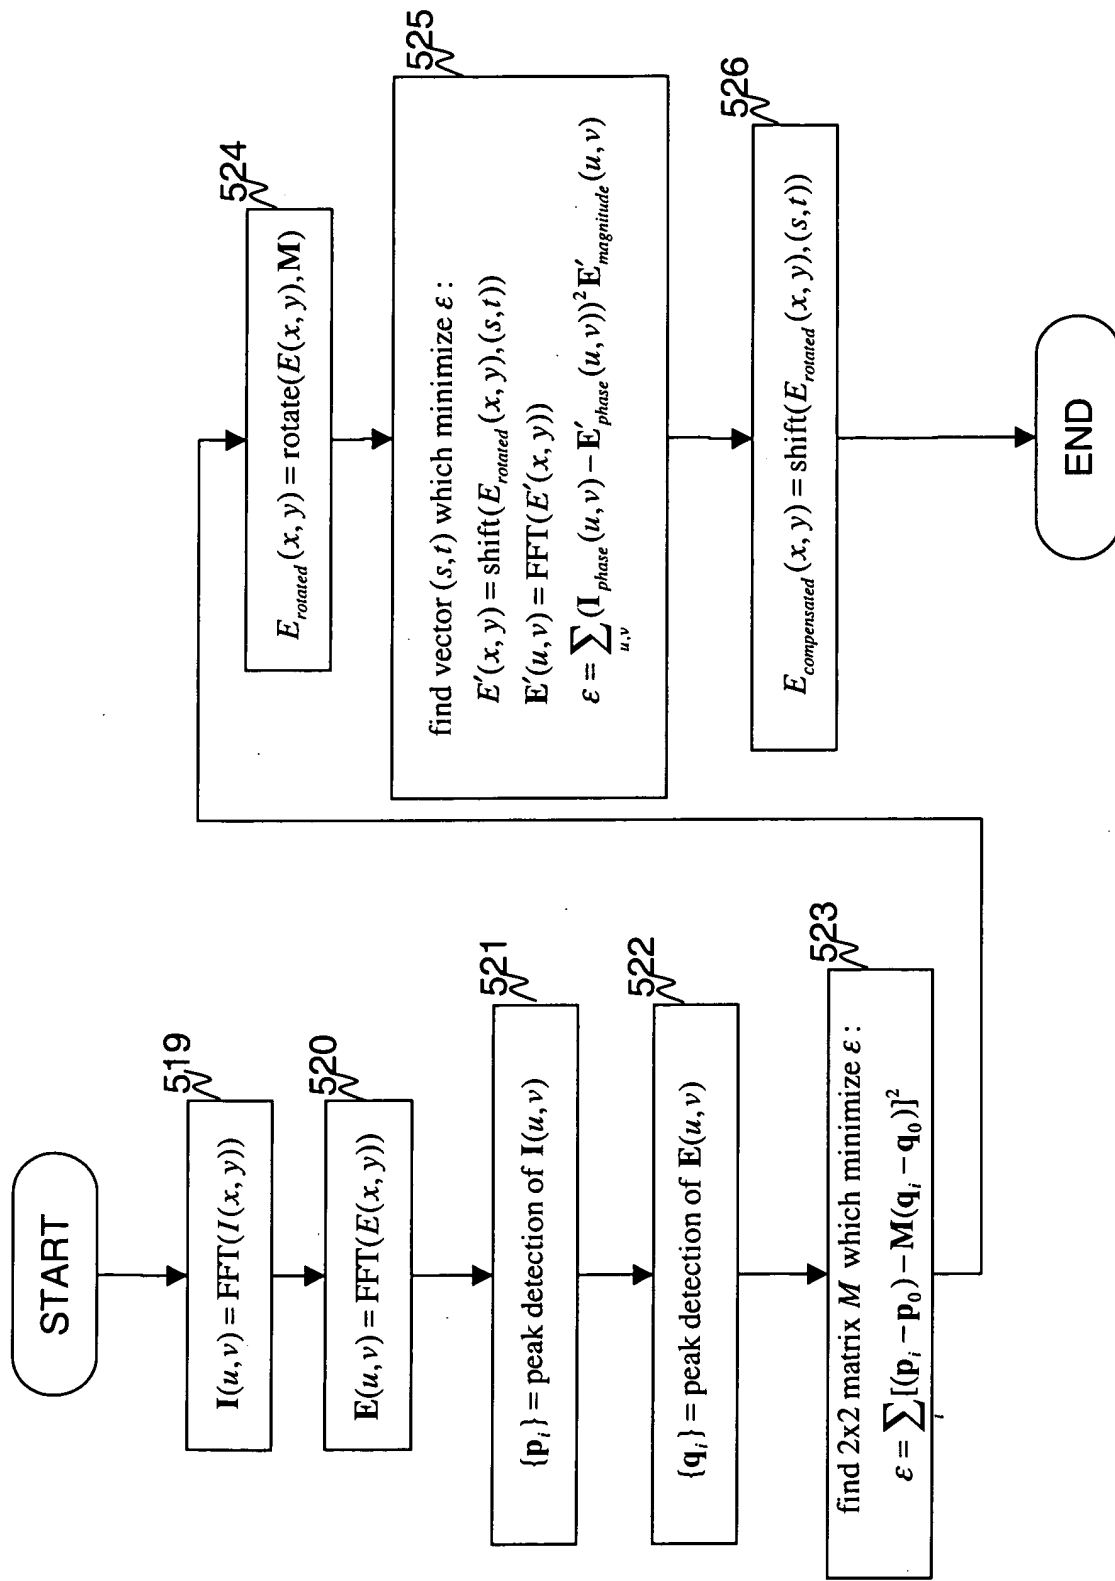 START
519
I(u,v) = FFT(I(x,y))
520
E(u,v) = FFT(E(x,y))
521
{p_i} = peak detection of I(u,v)
522
{q_i} = peak detection of E(u,v)
523
find 2x2 matrix M which minimize ε:
ε = ∑_i [(p_i − p_0) − M(q_i − q_0)]²
524
E_rotated(x,y) = rotate(E(x,y),M)
525
find vector (s,t) which minimize ε:
E′(x,y) = shift(E_rotated(x,y),(s,t))
E′(u,v) = FFT(E′(x,y))
ε = ∑_{u,v} (I_phase(u,v) − E′_phase(u,v))² E′_magnitude(u,v)
526
E_compensated(x,y) = shift(E_rotated(x,y),(s,t))
END